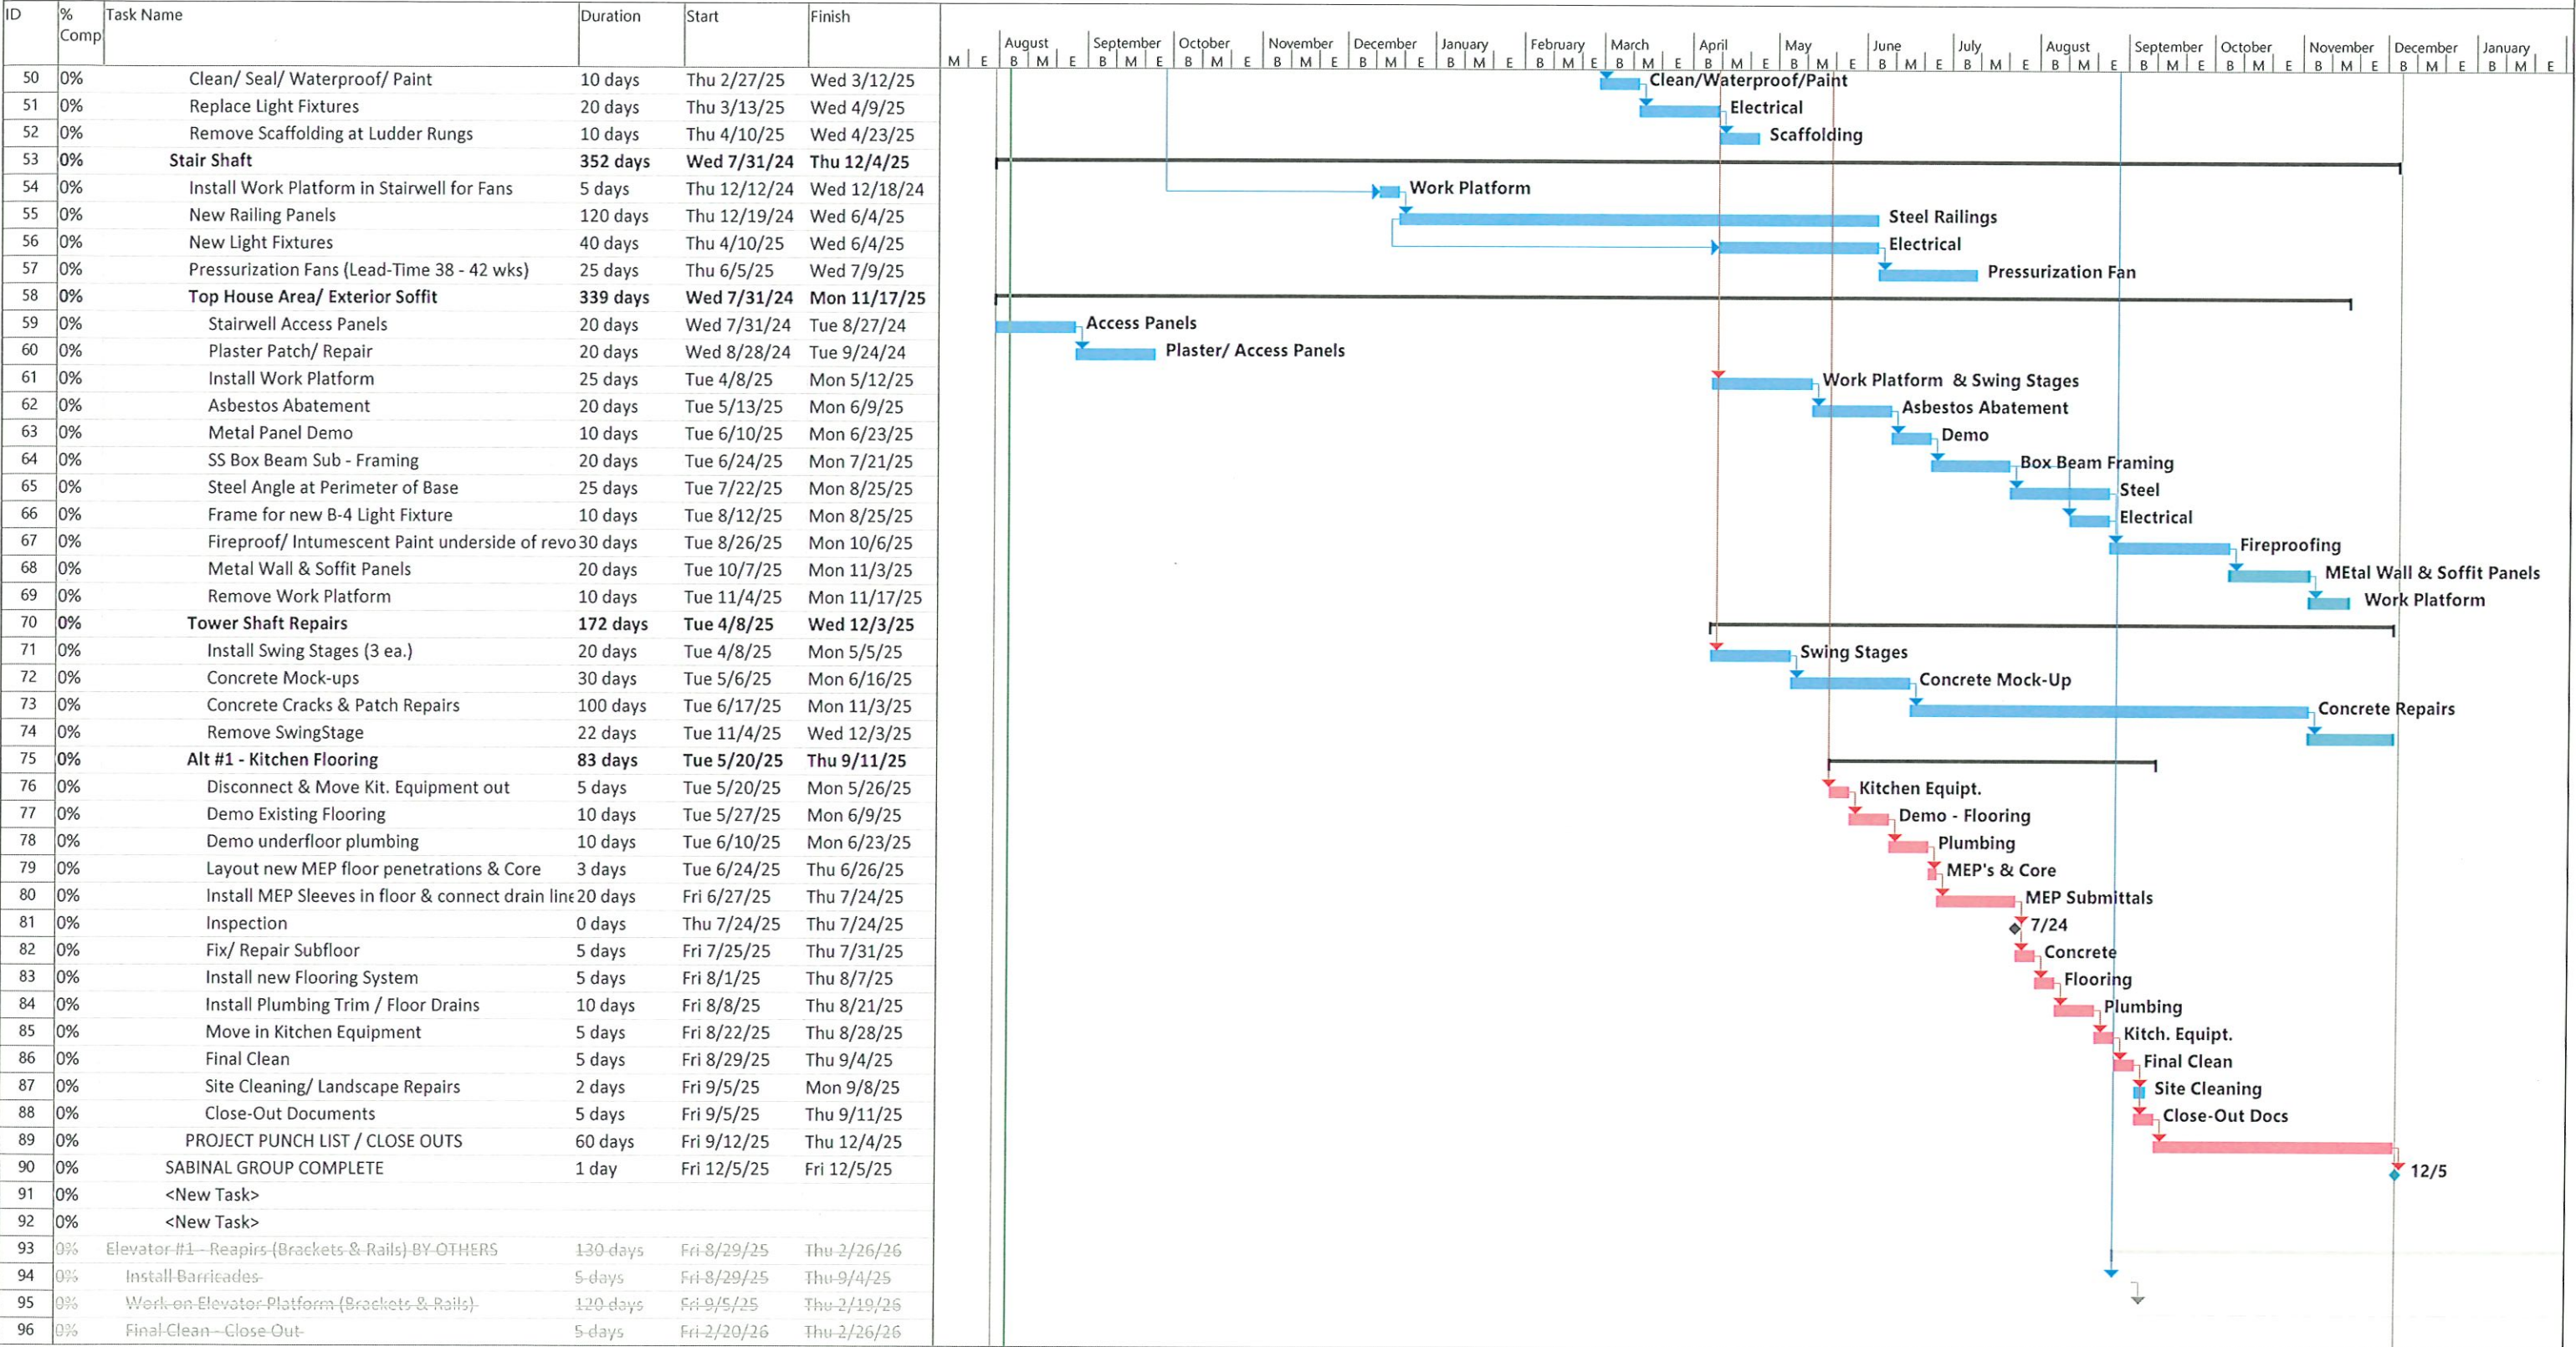 ID % Comp Task Name Duration Start Finish
August September October November December January February March April May June July August September October November December January
M E B M E B M E B M E B M E B M E B M E B M E B M E B M E B M E B M E B M E B M E B M E B M E B M E B M E B M E
50 0% Clean/ Seal/ Waterproof/ Paint 10 days Thu 2/27/25 Wed 3/12/25 Clean/Waterproof/Paint
51 0% Replace Light Fixtures 20 days Thu 3/13/25 Wed 4/9/25 Electrical
52 0% Remove Scaffolding at Ludder Rungs 10 days Thu 4/10/25 Wed 4/23/25 Scaffolding
53 0% Stair Shaft 352 days Wed 7/31/24 Thu 12/4/25
54 0% Install Work Platform in Stairwell for Fans 5 days Thu 12/12/24 Wed 12/18/24 Work Platform
55 0% New Railing Panels 120 days Thu 12/19/24 Wed 6/4/25 Steel Railings
56 0% New Light Fixtures 40 days Thu 4/10/25 Wed 6/4/25 Electrical
57 0% Pressurization Fans (Lead-Time 38 - 42 wks) 25 days Thu 6/5/25 Wed 7/9/25 Pressurization Fan
58 0% Top House Area/ Exterior Soffit 339 days Wed 7/31/24 Mon 11/17/25
59 0% Stairwell Access Panels 20 days Wed 7/31/24 Tue 8/27/24 Access Panels
60 0% Plaster Patch/ Repair 20 days Wed 8/28/24 Tue 9/24/24 Plaster/ Access Panels
61 0% Install Work Platform 25 days Tue 4/8/25 Mon 5/12/25 Work Platform & Swing Stages
62 0% Asbestos Abatement 20 days Tue 5/13/25 Mon 6/9/25 Asbestos Abatement
63 0% Metal Panel Demo 10 days Tue 6/10/25 Mon 6/23/25 Demo
64 0% SS Box Beam Sub - Framing 20 days Tue 6/24/25 Mon 7/21/25 Box Beam Framing
65 0% Steel Angle at Perimeter of Base 25 days Tue 7/22/25 Mon 8/25/25 Steel
66 0% Frame for new B-4 Light Fixture 10 days Tue 8/12/25 Mon 8/25/25 Electrical
67 0% Fireproof/ Intumescent Paint underside of revo 30 days Tue 8/26/25 Mon 10/6/25 Fireproofing
68 0% Metal Wall & Soffit Panels 20 days Tue 10/7/25 Mon 11/3/25 MEtal Wall & Soffit Panels
69 0% Remove Work Platform 10 days Tue 11/4/25 Mon 11/17/25 Work Platform
70 0% Tower Shaft Repairs 172 days Tue 4/8/25 Wed 12/3/25
71 0% Install Swing Stages (3 ea.) 20 days Tue 4/8/25 Mon 5/5/25 Swing Stages
72 0% Concrete Mock-ups 30 days Tue 5/6/25 Mon 6/16/25 Concrete Mock-Up
73 0% Concrete Cracks & Patch Repairs 100 days Tue 6/17/25 Mon 11/3/25 Concrete Repairs
74 0% Remove SwingStage 22 days Tue 11/4/25 Wed 12/3/25
75 0% Alt #1 - Kitchen Flooring 83 days Tue 5/20/25 Thu 9/11/25
76 0% Disconnect & Move Kit. Equipment out 5 days Tue 5/20/25 Mon 5/26/25 Kitchen Equipt.
77 0% Demo Existing Flooring 10 days Tue 5/27/25 Mon 6/9/25 Demo - Flooring
78 0% Demo underfloor plumbing 10 days Tue 6/10/25 Mon 6/23/25 Plumbing
79 0% Layout new MEP floor penetrations & Core 3 days Tue 6/24/25 Thu 6/26/25 MEP's & Core
80 0% Install MEP Sleeves in floor & connect drain line 20 days Fri 6/27/25 Thu 7/24/25 MEP Submittals
81 0% Inspection 0 days Thu 7/24/25 Thu 7/24/25 7/24
82 0% Fix/ Repair Subfloor 5 days Fri 7/25/25 Thu 7/31/25 Concrete
83 0% Install new Flooring System 5 days Fri 8/1/25 Thu 8/7/25 Flooring
84 0% Install Plumbing Trim / Floor Drains 10 days Fri 8/8/25 Thu 8/21/25 Plumbing
85 0% Move in Kitchen Equipment 5 days Fri 8/22/25 Thu 8/28/25 Kitch. Equipt.
86 0% Final Clean 5 days Fri 8/29/25 Thu 9/4/25 Final Clean
87 0% Site Cleaning/ Landscape Repairs 2 days Fri 9/5/25 Mon 9/8/25 Site Cleaning
88 0% Close-Out Documents 5 days Fri 9/5/25 Thu 9/11/25 Close-Out Docs
89 0% PROJECT PUNCH LIST / CLOSE OUTS 60 days Fri 9/12/25 Thu 12/4/25
90 0% SABINAL GROUP COMPLETE 1 day Fri 12/5/25 Fri 12/5/25 12/5
91 0% <New Task>
92 0% <New Task>
93 0% Elevator #1 - Reapirs (Brackets & Rails) BY OTHERS 130 days Fri 8/29/25 Thu 2/26/26
94 0% Install Barricades 5 days Fri 8/29/25 Thu 9/4/25
95 0% Work on Elevator Platform (Brackets & Rails) 120 days Fri 9/5/25 Thu 2/19/26
96 0% Final Clean - Close Out 5 days Fri 2/20/26 Thu 2/26/26